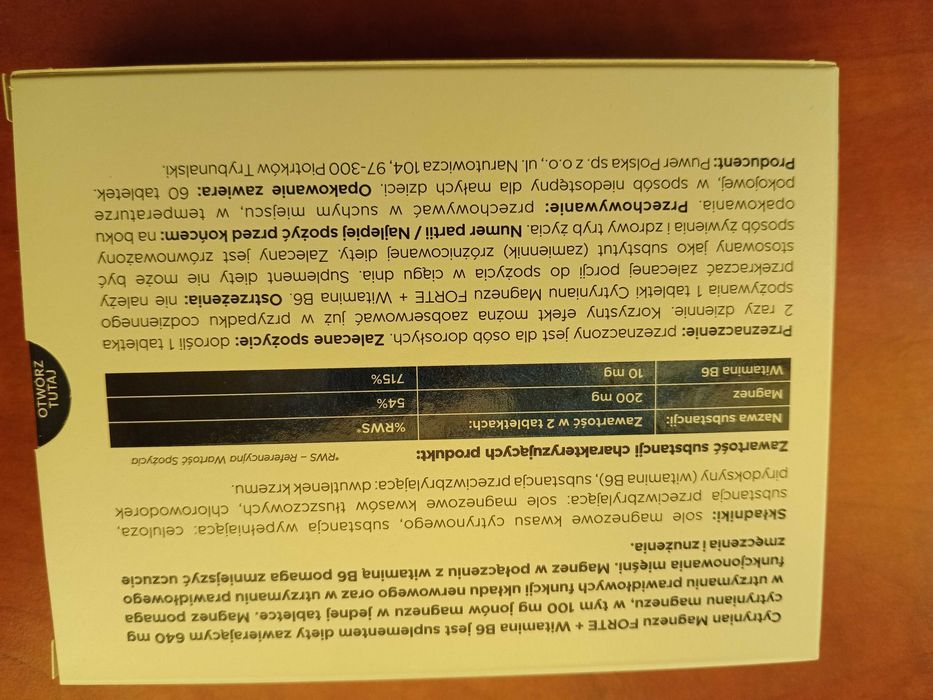 Cytrynian Magnezu FORTE + Witamina B6 jest suplementem diety zawierającym 640 mg
cytrynianu magnezu, w tym 100 mg jonów magnezu w jednej tabletce. Magnez pomaga
w utrzymaniu prawidłowych funkcji układu nerwowego oraz w utrzymaniu prawidłowego
funkcjonowania mięśni. Magnez w połączeniu z witaminą B6 pomaga zmniejszyć uczucie
zmęczenia i znużenia.
Składniki: sole magnezowe kwasu cytrynowego, substancja wypełniająca: celuloza,
substancja przeciwzbrylająca: sole magnezowe kwasów tłuszczowych, chlorowodorek
pirydoksyny (witamina B6), substancja przeciwzbrylająca: dwutlenek krzemu.
Zawartość substancji charakteryzujących produkt:
*RWS – Referencyjna Wartość Spożycia
Nazwa substancji: Zawartość w 2 tabletkach: %RWS*
Magnez 200 mg 54%
Witamina B6 10 mg 715%
Przeznaczenie: przeznaczony jest dla osób dorosłych. Zalecane spożycie: dorośli 1 tabletka
2 razy dziennie. Korzystny efekt można zaobserwować już w przypadku codziennego
spożywania 1 tabletki Cytrynianu Magnezu FORTE + Witamina B6. Ostrzeżenia: nie należy
przekraczać zalecanej porcji do spożycia w ciągu dnia. Suplement diety nie może być
stosowany jako substytut (zamiennik) zróżnicowanej diety. Zalecany jest zrównoważony
sposób żywienia i zdrowy tryb życia. Numer partii / Najlepiej spożyć przed końcem: na boku
opakowania. Przechowywanie: przechowywać w suchym miejscu, w temperaturze
pokojowej, w sposób niedostępny dla małych dzieci. Opakowanie zawiera: 60 tabletek.
Producent: Puwer Polska sp. z o.o., ul. Narutowicza 104, 97-300 Piotrków Trybunalski.
OTWÓRZ
TUTAJ